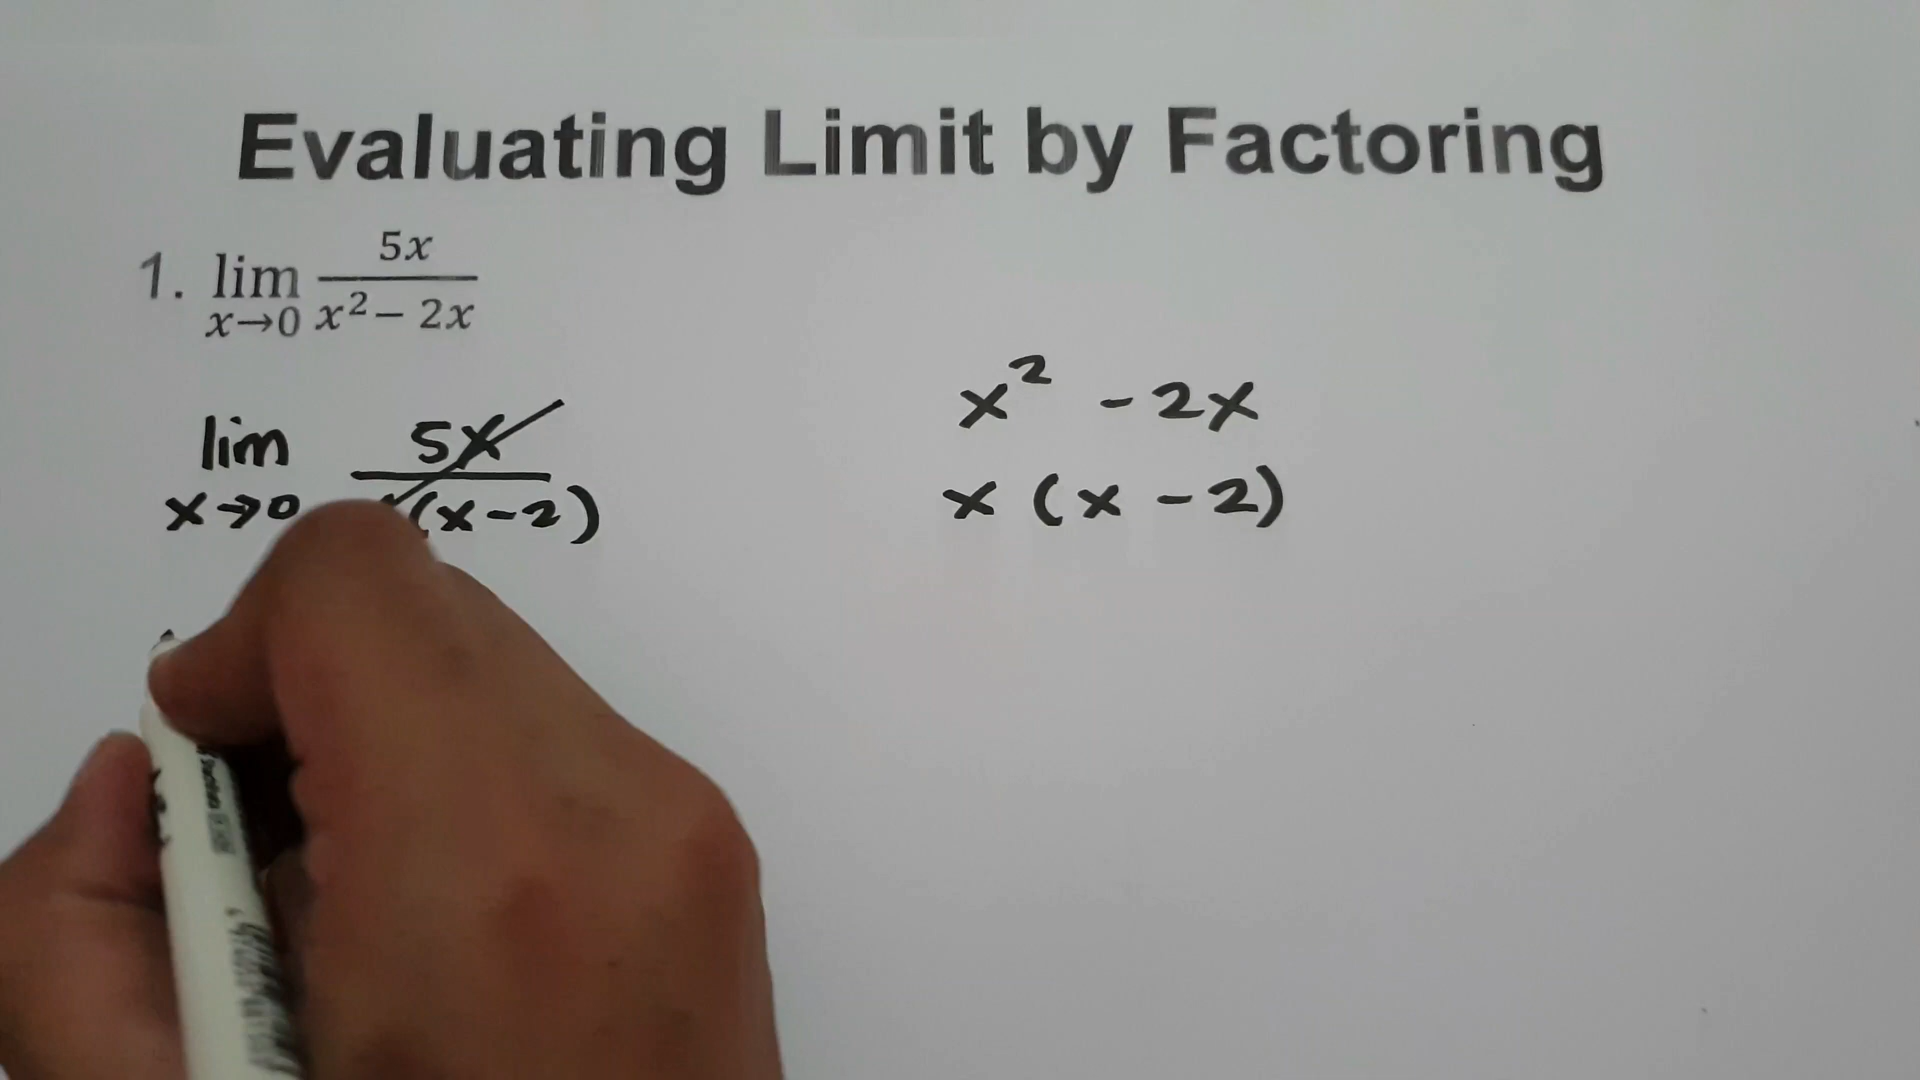 Evaluating Limit by Factoring
1. lim 5x
x→0 x² − 2x
lim 5x
x→0 (x-2)
x² - 2x
x (x - 2)